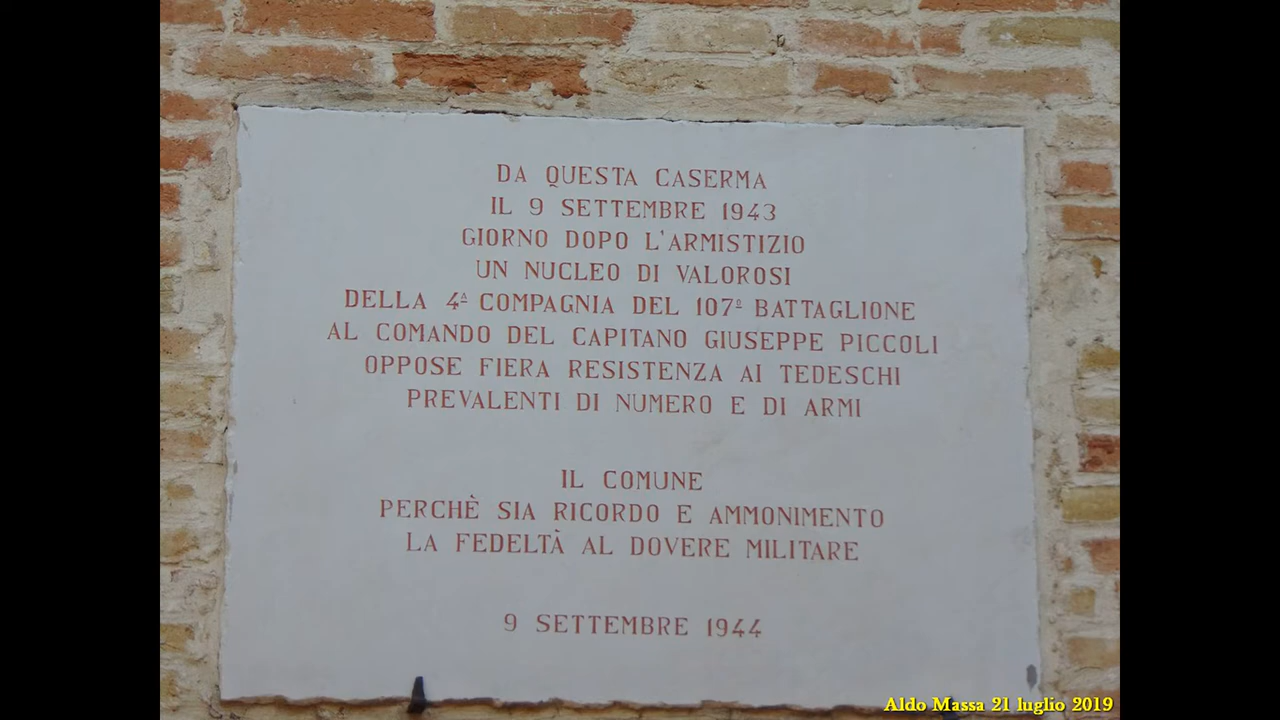 DA QUESTA CASERMA
IL 9 SETTEMBRE 1943
GIORNO DOPO L'ARMISTIZIO
UN NUCLEO DI VALOROSI
DELLA 4ª COMPAGNIA DEL 107º BATTAGLIONE
AL COMANDO DEL CAPITANO GIUSEPPE PICCOLI
OPPOSE FIERA RESISTENZA AI TEDESCHI
PREVALENTI DI NUMERO E DI ARMI
IL COMUNE
PERCHÈ SIA RICORDO E AMMONIMENTO
LA FEDELTÀ AL DOVERE MILITARE
9 SETTEMBRE 1944
Aldo Massa 21 luglio 2019